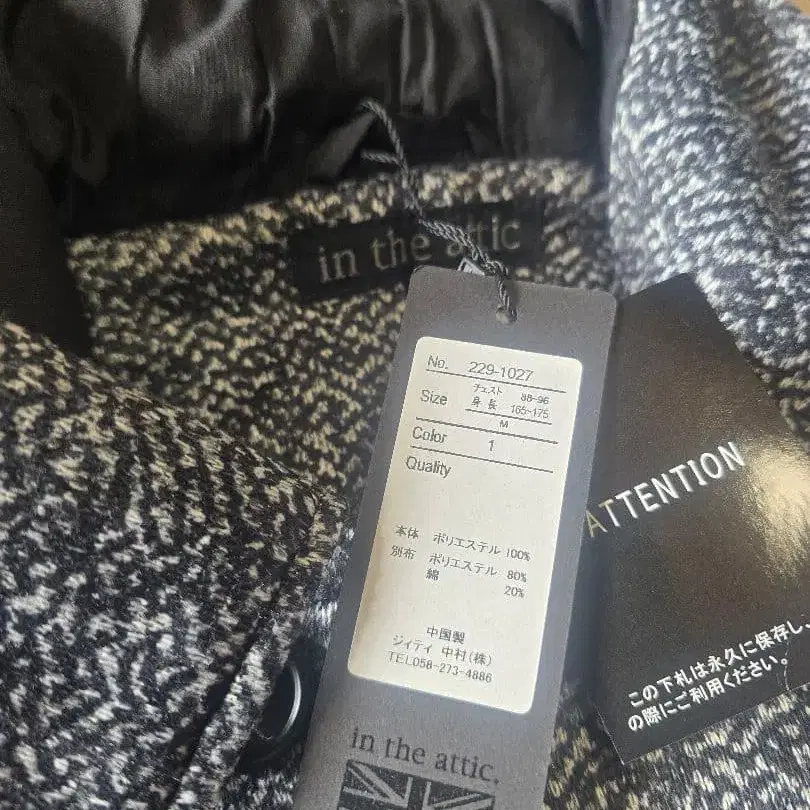 in the attic
No. 229-1027
Size チェスト 88-96
身長 165-175
M
Color 1
Quality
本体 ポリエステル 100%
別布 ポリエステル 80%
綿 20%
中国製
ジィティ 中村(株)
TEL058-273-4886
in the attic.
ATTENTION
この下札は永久に保存し、
の際にご利用ください。